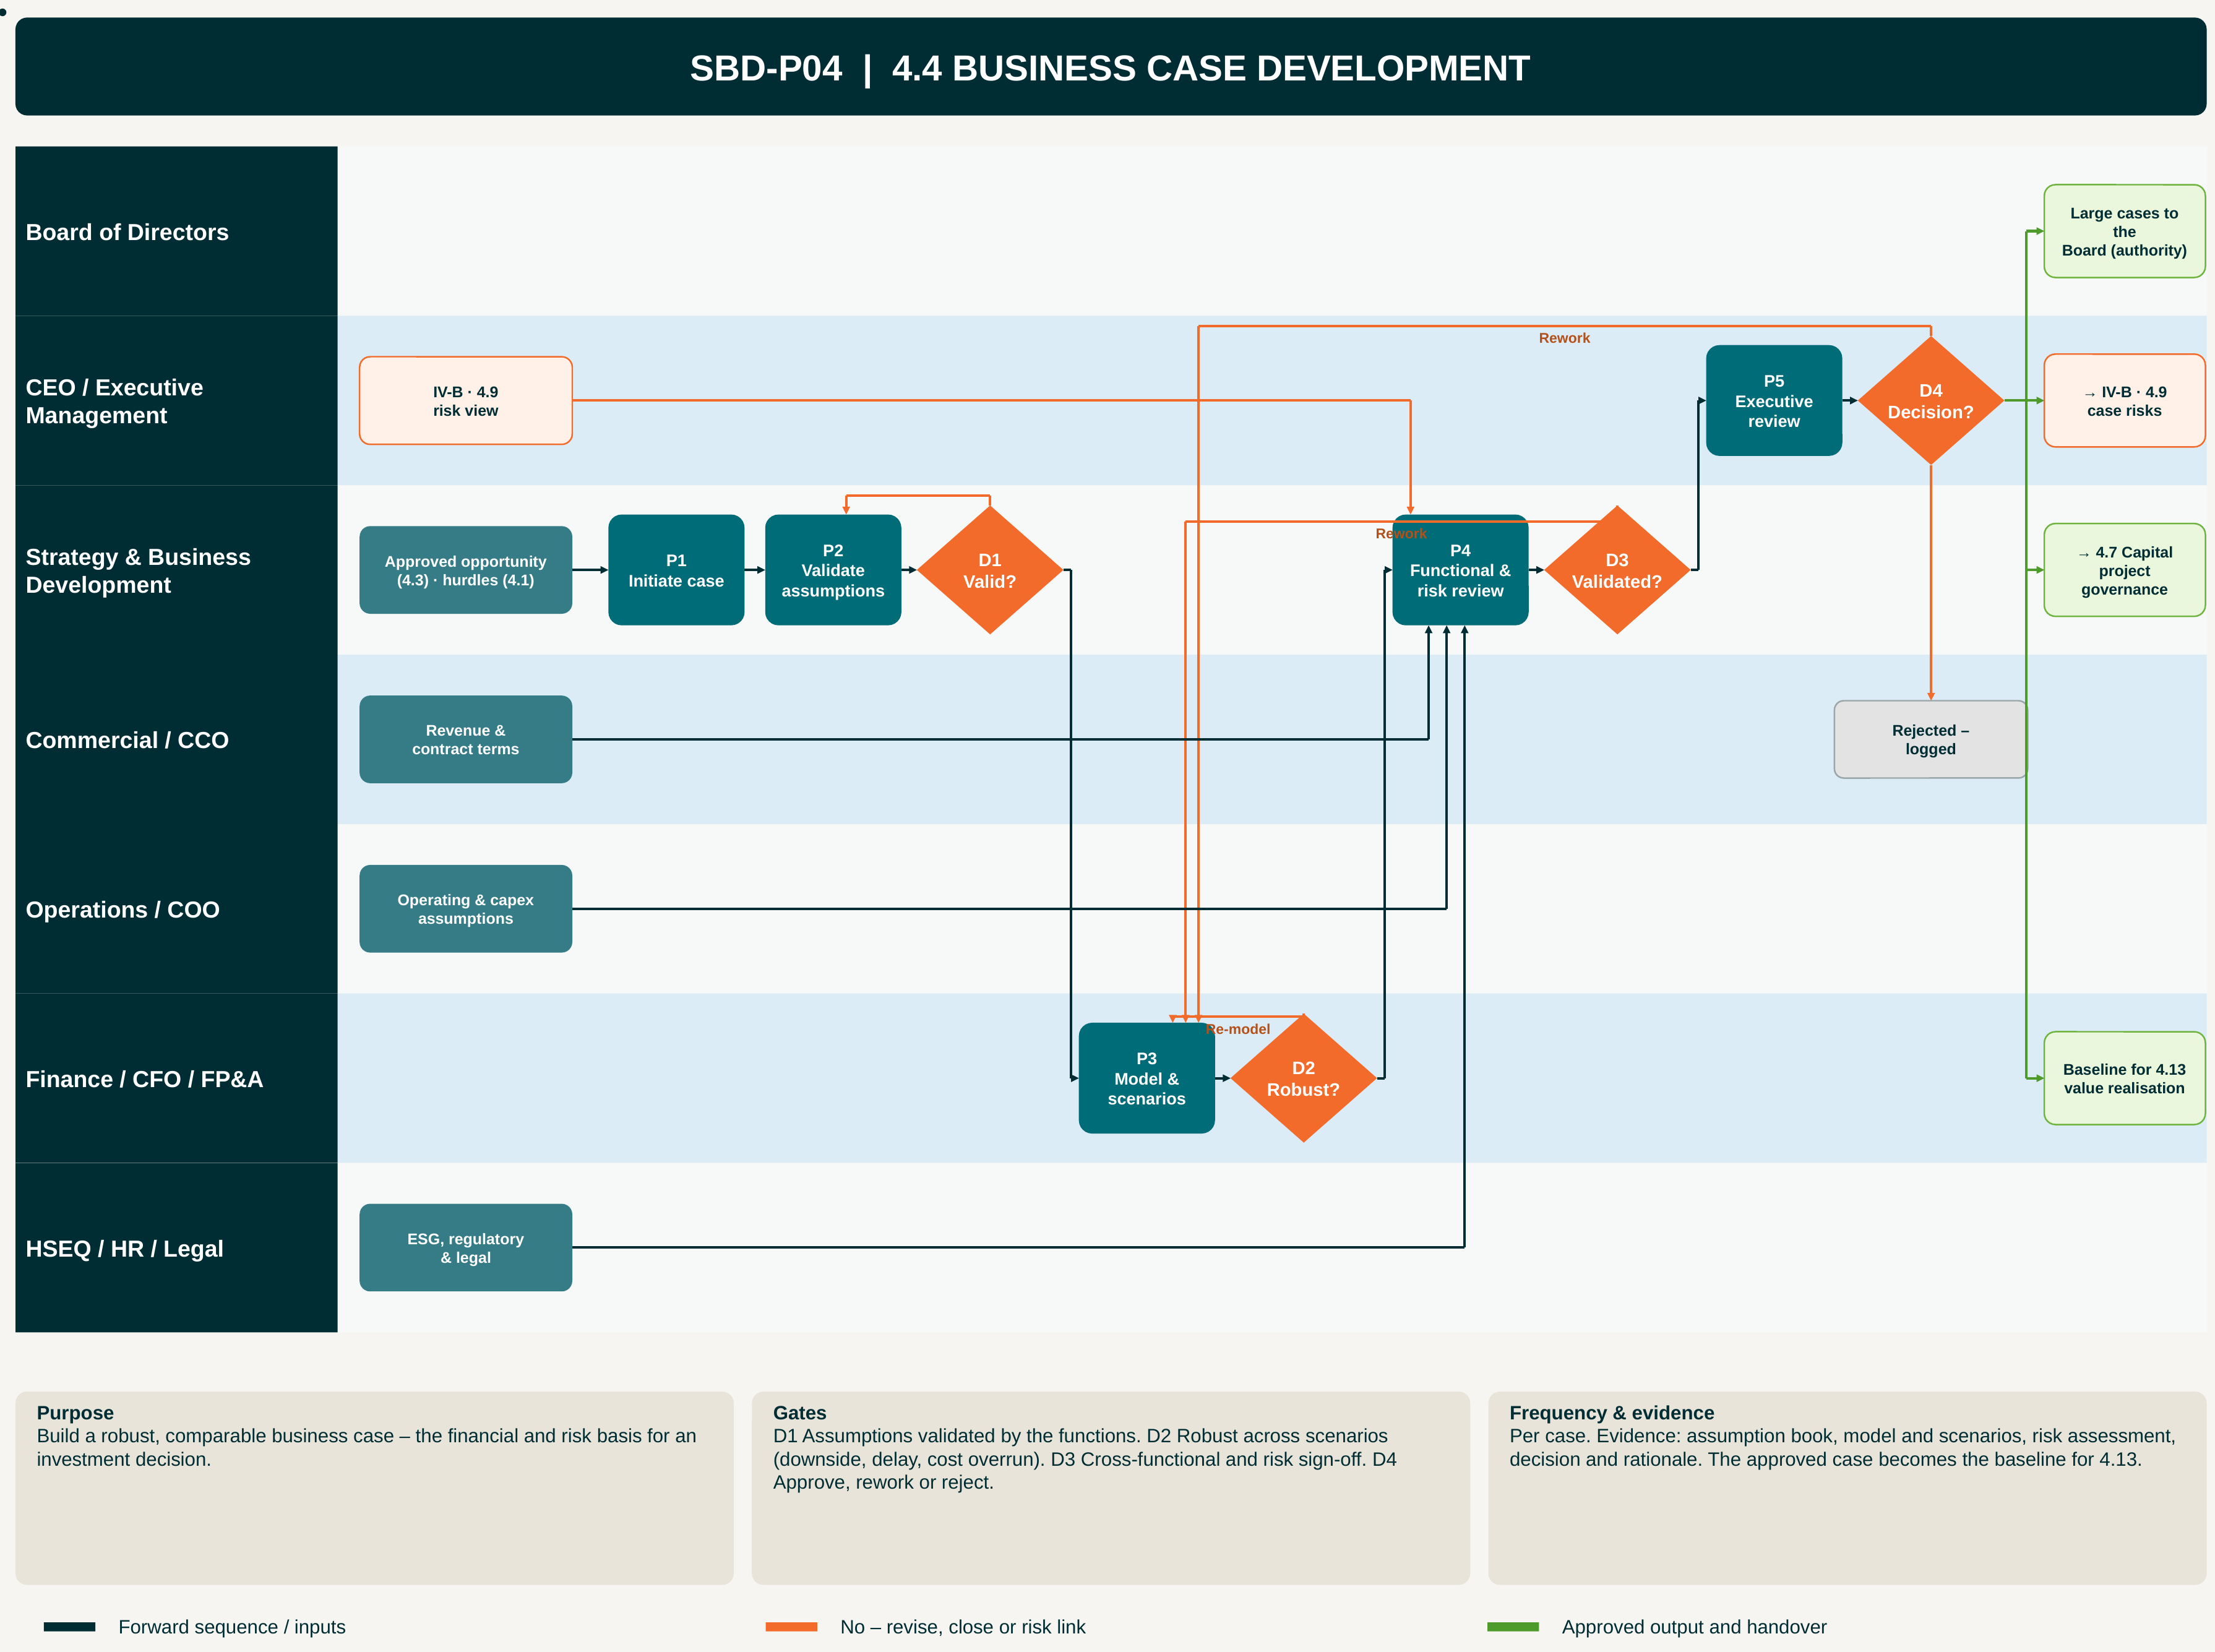 SBD-P04 | 4.4 BUSINESS CASE DEVELOPMENT
Board of Directors
Large cases to
the
Board (authority)
CEO / Executive
Management
IV-B · 4.9
risk view
Rework
P5
Executive
review
D4
Decision?
→ IV-B · 4.9
case risks
Strategy & Business
Development
Approved opportunity
(4.3) · hurdles (4.1)
P1
Initiate case
P2
Validate
assumptions
D1
Valid?
Rework
P4
Functional &
risk review
D3
Validated?
→ 4.7 Capital
project
governance
Commercial / CCO
Revenue &
contract terms
Rejected –
logged
Operations / COO
Operating & capex
assumptions
Finance / CFO / FP&A
P3
Model &
scenarios
Re-model
D2
Robust?
Baseline for 4.13
value realisation
HSEQ / HR / Legal
ESG, regulatory
& legal
Purpose
Build a robust, comparable business case – the financial and risk basis for an
investment decision.
Gates
D1 Assumptions validated by the functions. D2 Robust across scenarios
(downside, delay, cost overrun). D3 Cross-functional and risk sign-off. D4
Approve, rework or reject.
Frequency & evidence
Per case. Evidence: assumption book, model and scenarios, risk assessment,
decision and rationale. The approved case becomes the baseline for 4.13.
Forward sequence / inputs
No – revise, close or risk link
Approved output and handover